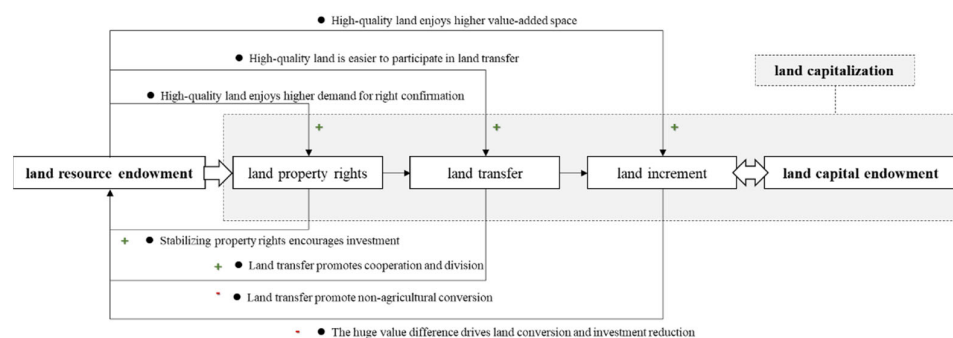 ● High-quality land enjoys higher value-added space
● High-quality land is easier to participate in land transfer
land capitalization
● High-quality land enjoys higher demand for right confirmation
+ + +
land resource endowment land property rights land transfer land increment land capital endowment
+ ● Stabilizing property rights encourages investment
+ ● Land transfer promotes cooperation and division
- ● Land transfer promote non-agricultural conversion
- ● The huge value difference drives land conversion and investment reduction